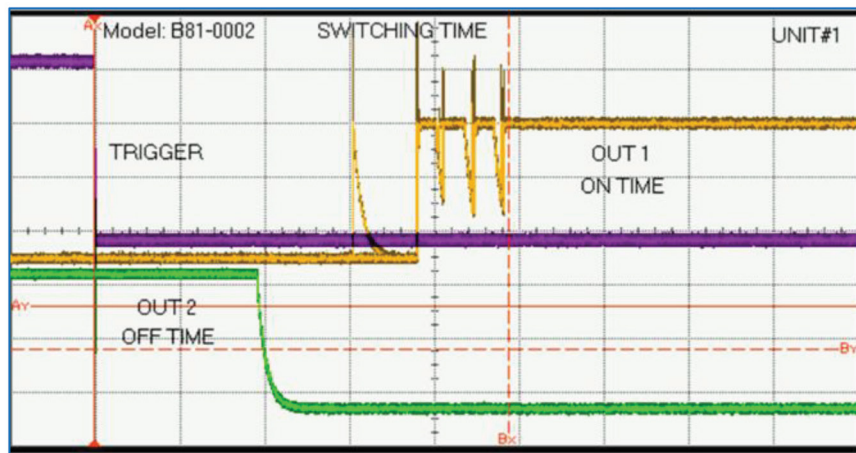 Ax
Model: B81-0002
SWITCHING TIME
UNIT#1
TRIGGER
OUT 1
ON TIME
AY
OUT 2
OFF TIME
BY
Bx